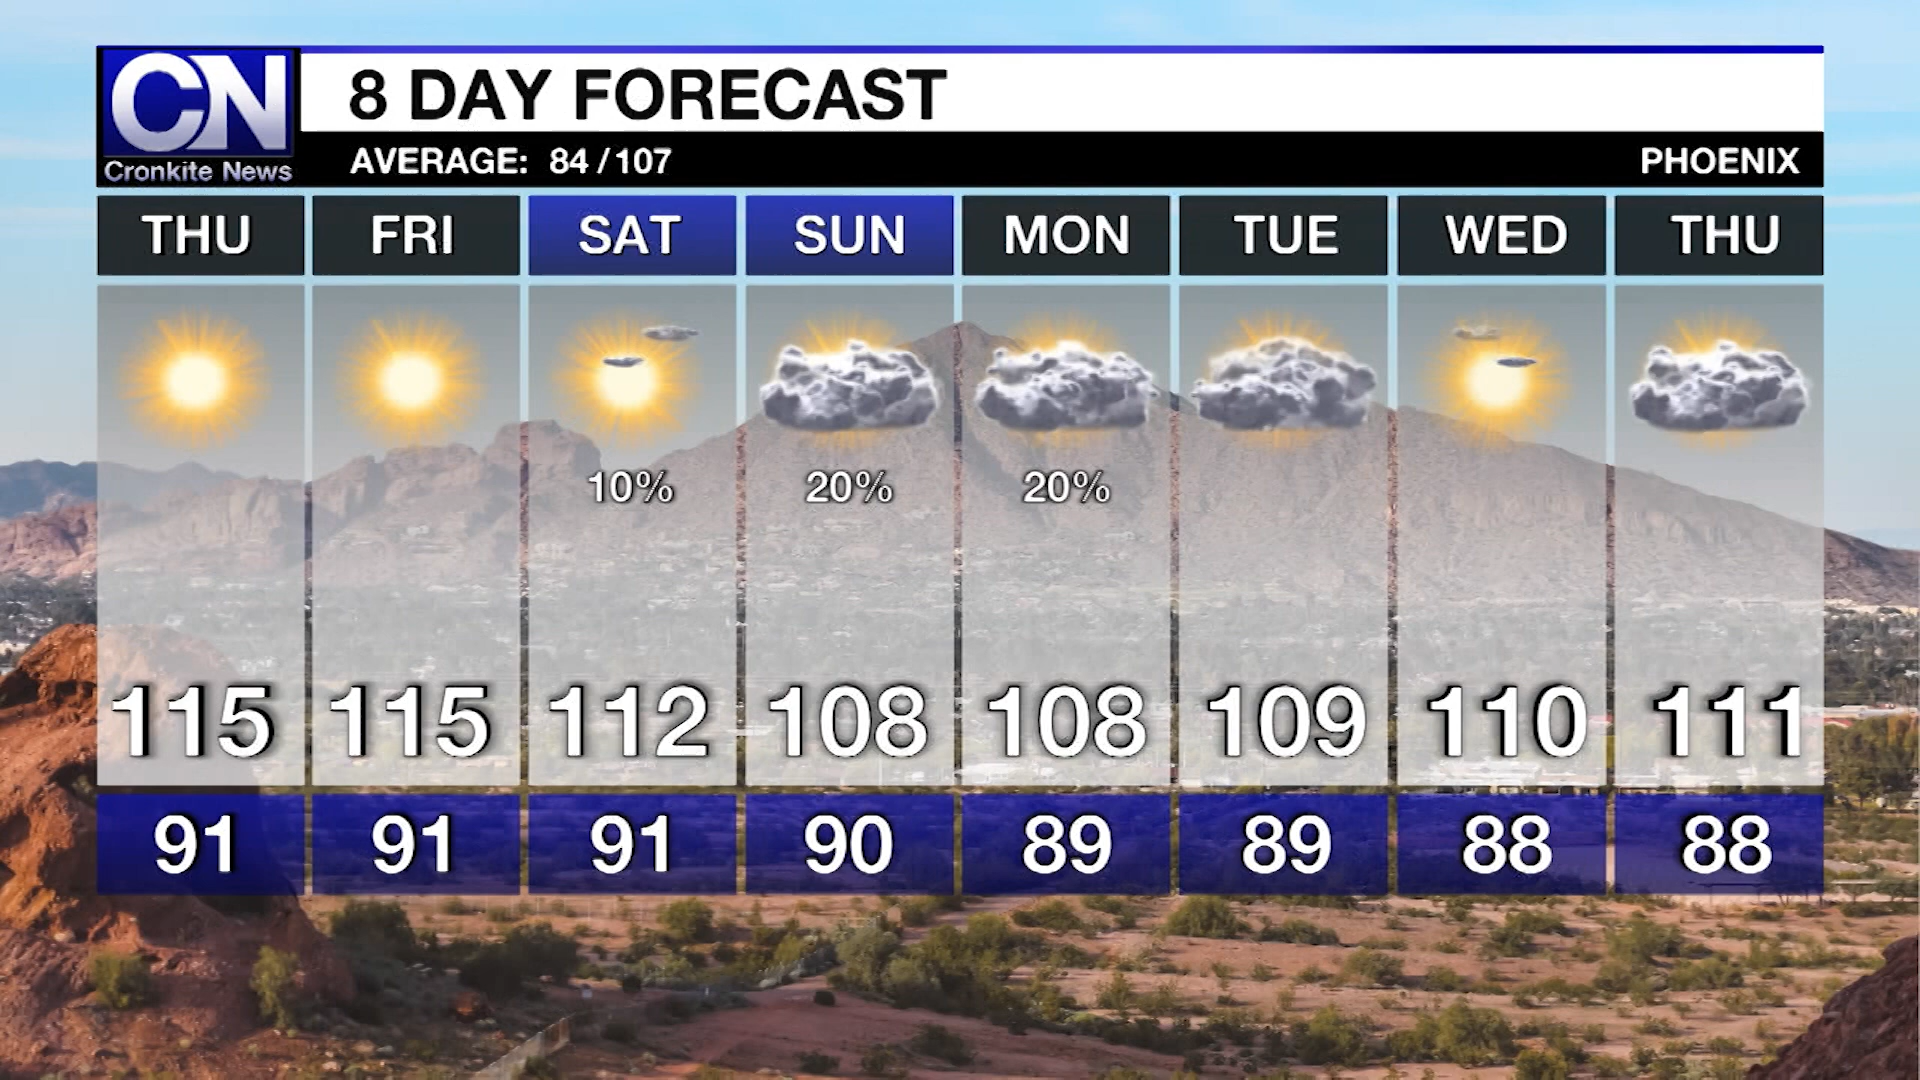 CN
Cronkite News
8 DAY FORECAST
AVERAGE: 84 / 107
PHOENIX
THU FRI SAT SUN MON TUE WED THU
10% 20% 20%
115 115 112 108 108 109 110 111
91 91 91 90 89 89 88 88